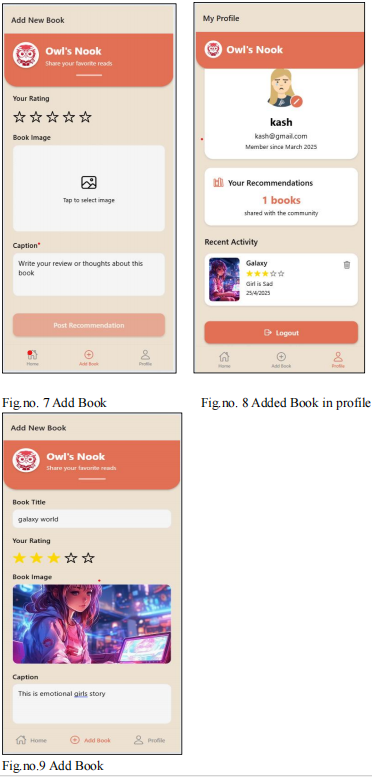 Add New Book
Owl's Nook
Share your favorite reads
Your Rating
Book Image
Tap to select image
Caption*
Write your review or thoughts about this
book
Post Recommendation
Home
Add Book
Profile
Fig.no. 7 Add Book
My Profile
Owl's Nook
kash
kash@gmail.com
Member since March 2025
Your Recommendations
1 books
shared with the community
Recent Activity
Galaxy
Girl is Sad
25/4/2025
Logout
Home
Add Book
Profile
Fig.no. 8 Added Book in profile
Add New Book
Owl's Nook
Share your favorite reads
Book Title
galaxy world
Your Rating
Book Image
Caption
This is emotional girls story
Home
Add Book
Profile
Fig.no.9 Add Book